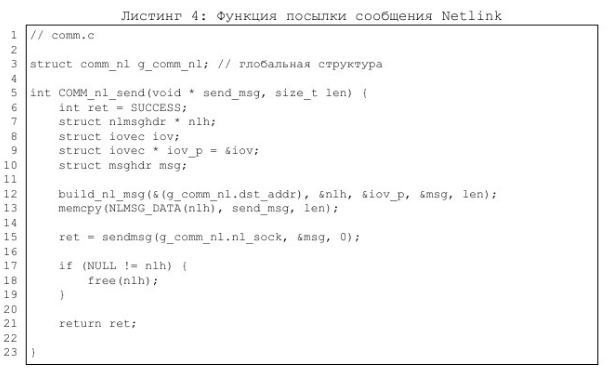 Листинг 4: Функция посылки сообщения Netlink
1 // comm.c
2
3 struct comm_nl g_comm_nl; // глобальная структура
4
5 int COMM_nl_send(void * send_msg, size_t len) {
6     int ret = SUCCESS;
7     struct nlmsghdr * nlh;
8     struct iovec iov;
9     struct iovec * iov_p = &iov;
10     struct msghdr msg;
11
12     build_nl_msg(&(g_comm_nl.dst_addr), &nlh, &iov_p, &msg, len);
13     memcpy(NLMSG_DATA(nlh), send_msg, len);
14
15     ret = sendmsg(g_comm_nl.nl_sock, &msg, 0);
16
17     if (NULL != nlh) {
18         free(nlh);
19     }
20
21     return ret;
22
23 }